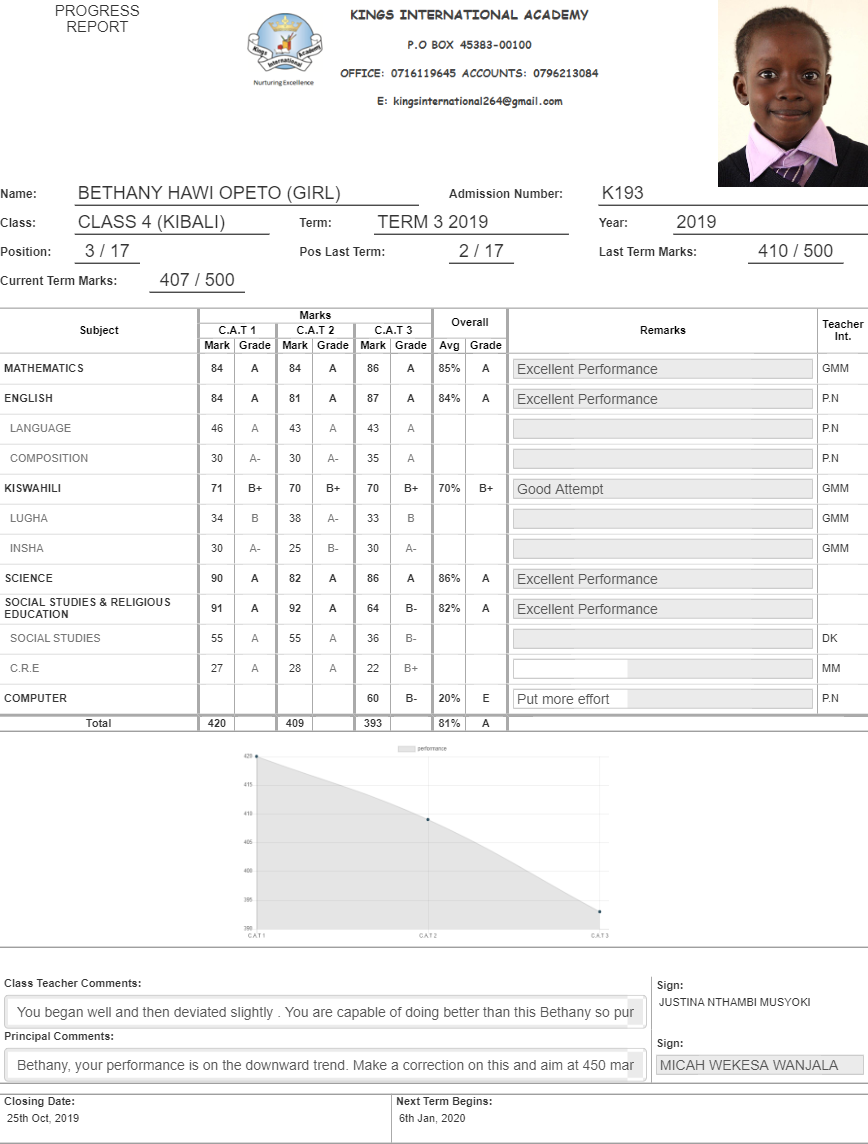 PROGRESS
REPORT
KINGS INTERNATIONAL ACADEMY
P.O BOX 45383-00100
OFFICE: 0716119645 ACCOUNTS: 0796213084
E: kingsinternational264@gmail.com
Kings Academy
International
Nurturing Excellence
Name: BETHANY HAWI OPETO (GIRL) Admission Number: K193
Class: CLASS 4 (KIBALI) Term: TERM 3 2019 Year: 2019
Position: 3 / 17 Pos Last Term: 2 / 17 Last Term Marks: 410 / 500
Current Term Marks: 407 / 500
Subject Marks Overall Remarks Teacher Int.
C.A.T 1 C.A.T 2 C.A.T 3
Mark Grade Mark Grade Mark Grade Avg Grade
MATHEMATICS 84 A 84 A 86 A 85% A Excellent Performance GMM
ENGLISH 84 A 81 A 87 A 84% A Excellent Performance P.N
LANGUAGE 46 A 43 A 43 A P.N
COMPOSITION 30 A- 30 A- 35 A P.N
KISWAHILI 71 B+ 70 B+ 70 B+ 70% B+ Good Attempt GMM
LUGHA 34 B 38 A- 33 B GMM
INSHA 30 A- 25 B- 30 A- GMM
SCIENCE 90 A 82 A 86 A 86% A Excellent Performance
SOCIAL STUDIES & RELIGIOUS
EDUCATION 91 A 92 A 64 B- 82% A Excellent Performance
SOCIAL STUDIES 55 A 55 A 36 B- DK
C.R.E 27 A 28 A 22 B+ MM
COMPUTER 60 B- 20% E Put more effort P.N
Total 420 409 393 81% A
performance
420
415
410
405
400
395
390
CAT1 CAT2 CAT3
Class Teacher Comments: Sign:
You began well and then deviated slightly . You are capable of doing better than this Bethany so pur JUSTINA NTHAMBI MUSYOKI
Principal Comments: Sign:
Bethany, your performance is on the downward trend. Make a correction on this and aim at 450 mar MICAH WEKESA WANJALA
Closing Date: Next Term Begins:
25th Oct, 2019 6th Jan, 2020